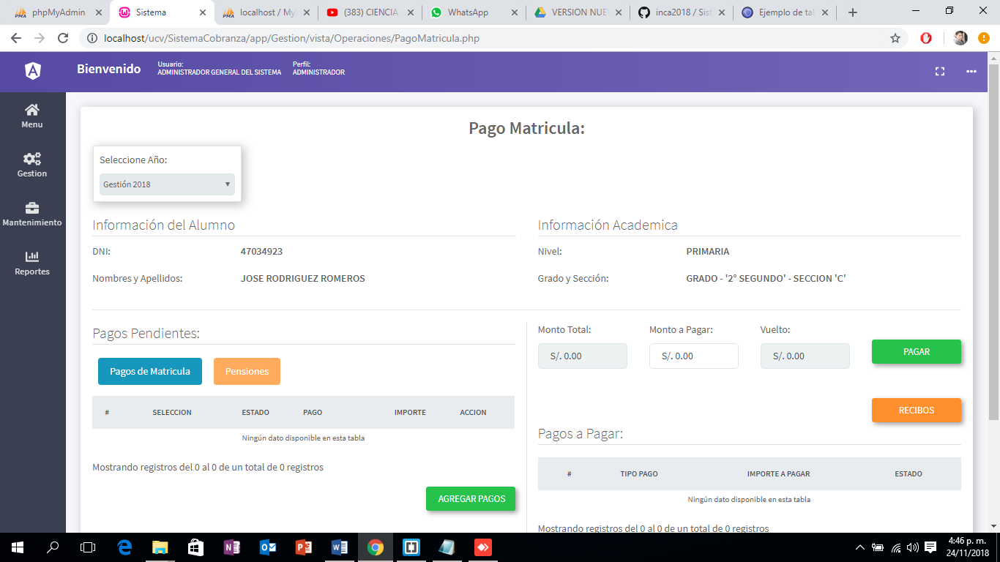 phpMyAdmin
Sistema
localhost / My
(383) CIENCIA
WhatsApp
VERSION NUE
inca2018 / Sist
Ejemplo de tab
localhost/ucv/SistemaCobranza/app/Gestion/vista/Operaciones/PagoMatricula.php
Bienvenido
Usuario:
ADMINISTRADOR GENERAL DEL SISTEMA
Perfil:
ADMINISTRADOR
Menu
Gestion
Mantenimiento
Reportes
Pago Matricula:
Seleccione Año:
Gestión 2018
Información del Alumno
DNI: 47034923
Nombres y Apellidos: JOSE RODRIGUEZ ROMEROS
Información Academica
Nivel: PRIMARIA
Grado y Sección: GRADO - '2° SEGUNDO' - SECCION 'C'
Pagos Pendientes:
Pagos de Matricula
Pensiones
# SELECCION ESTADO PAGO IMPORTE ACCION
Ningún dato disponible en esta tabla
Mostrando registros del 0 al 0 de un total de 0 registros
AGREGAR PAGOS
Monto Total: Monto a Pagar: Vuelto:
S/. 0.00 S/. 0.00 S/. 0.00
PAGAR
RECIBOS
Pagos a Pagar:
# TIPO PAGO IMPORTE A PAGAR ESTADO
Ningún dato disponible en esta tabla
Mostrando registros del 0 al 0 de un total de 0 registros
4:46 p. m.
24/11/2018